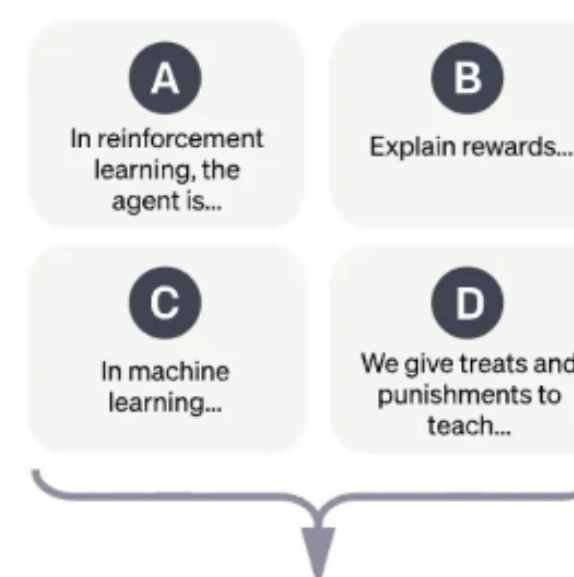 A
In reinforcement
learning, the
agent is...
B
Explain rewards...
C
In machine
learning...
D
We give treats and
punishments to
teach...